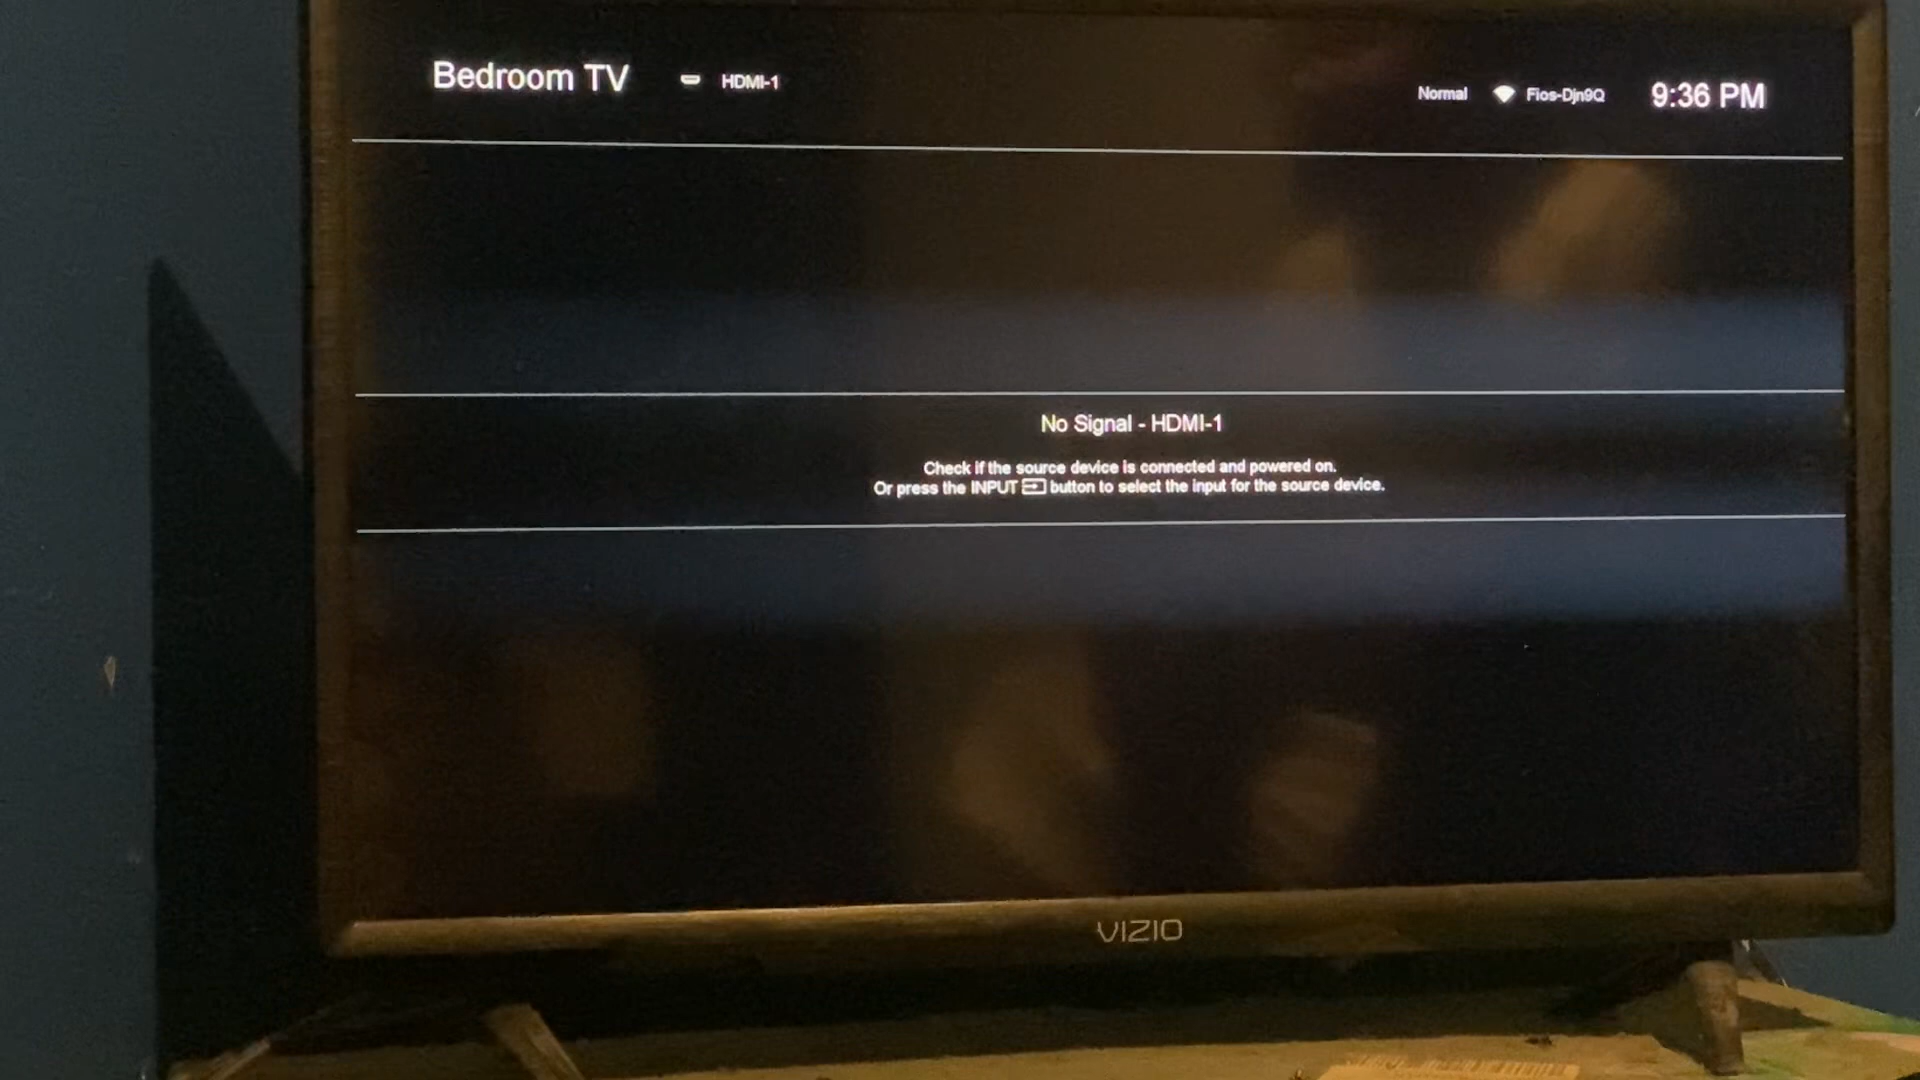 Bedroom TV HDMI-1 Normal Fios-Djn9Q 9:36 PM
No Signal - HDMI-1
Check if the source device is connected and powered on.
Or press the INPUT button to select the input for the source device.
VIZIO